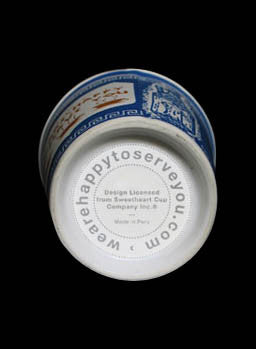 wearehappytoserveyou.com
Design Licensed
from Sweetheart Cup
Company Inc.®
Made in Peru